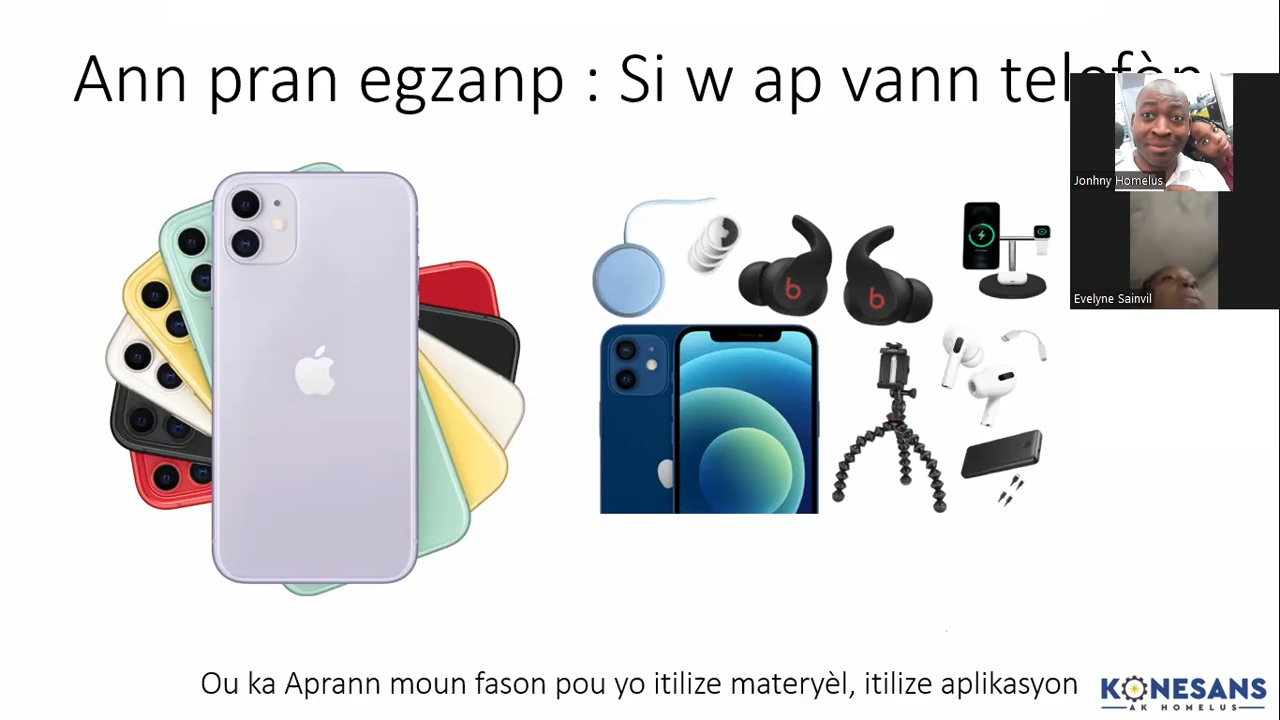 Ann pran egzanp : Si w ap vann telefòn
Jonhny Homelus
Evelyne Sainvil
Ou ka Aprann moun fason pou yo itilize materyèl, itilize aplikasyon
KONESANS
AK HOMELUS